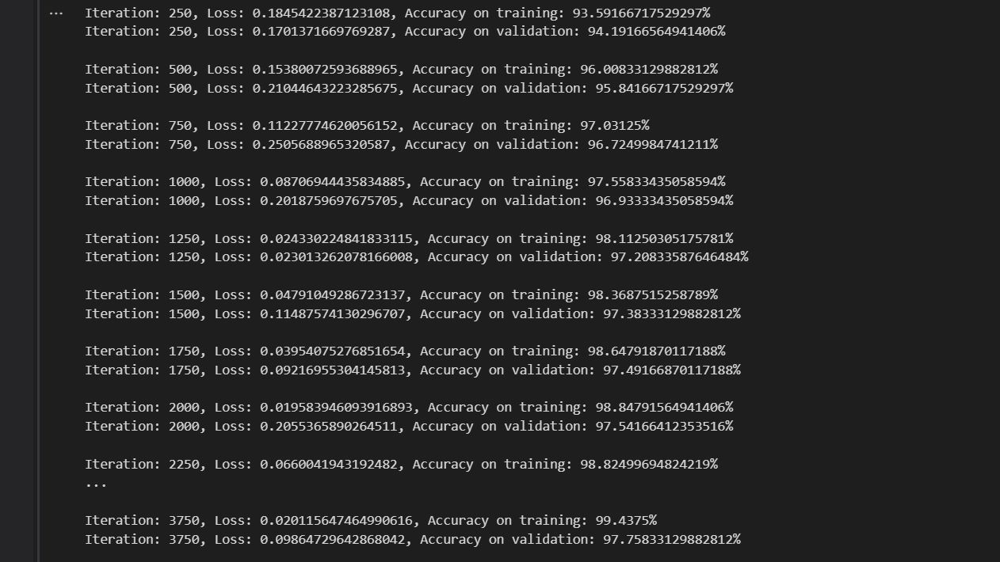 ...
Iteration: 250, Loss: 0.1845422387123108, Accuracy on training: 93.59166717529297%
Iteration: 250, Loss: 0.1701371669769287, Accuracy on validation: 94.19166564941406%
Iteration: 500, Loss: 0.15380072593688965, Accuracy on training: 96.00833129882812%
Iteration: 500, Loss: 0.21044643223285675, Accuracy on validation: 95.84166717529297%
Iteration: 750, Loss: 0.11227774620056152, Accuracy on training: 97.03125%
Iteration: 750, Loss: 0.2505688965320587, Accuracy on validation: 96.7249984741211%
Iteration: 1000, Loss: 0.08706944435834885, Accuracy on training: 97.55833435058594%
Iteration: 1000, Loss: 0.2018759697675705, Accuracy on validation: 96.93333435058594%
Iteration: 1250, Loss: 0.024330224841833115, Accuracy on training: 98.11250305175781%
Iteration: 1250, Loss: 0.023013262078166008, Accuracy on validation: 97.20833587646484%
Iteration: 1500, Loss: 0.04791049286723137, Accuracy on training: 98.3687515258789%
Iteration: 1500, Loss: 0.11487574130296707, Accuracy on validation: 97.38333129882812%
Iteration: 1750, Loss: 0.03954075276851654, Accuracy on training: 98.64791870117188%
Iteration: 1750, Loss: 0.09216955304145813, Accuracy on validation: 97.49166870117188%
Iteration: 2000, Loss: 0.019583946093916893, Accuracy on training: 98.84791564941406%
Iteration: 2000, Loss: 0.2055365890264511, Accuracy on validation: 97.54166412353516%
Iteration: 2250, Loss: 0.0660041943192482, Accuracy on training: 98.82499694824219%
...
Iteration: 3750, Loss: 0.020115647464990616, Accuracy on training: 99.4375%
Iteration: 3750, Loss: 0.09864729642868042, Accuracy on validation: 97.75833129882812%